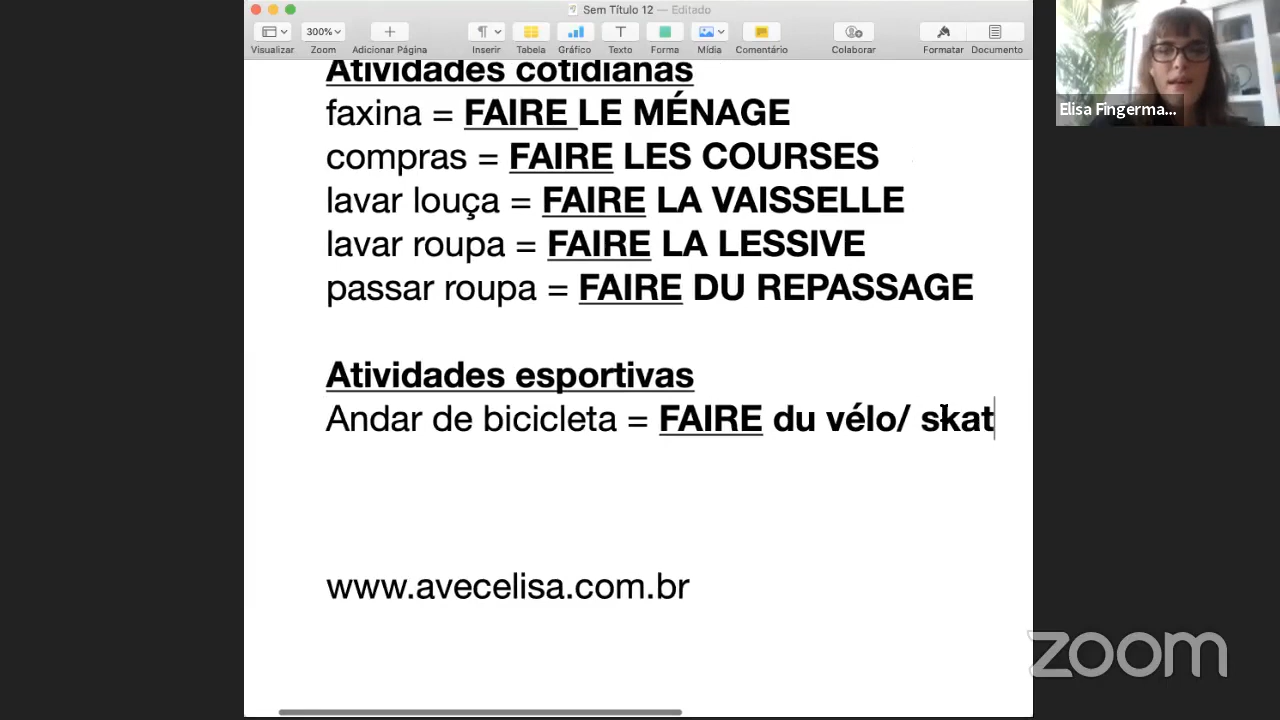 Sem Título 12 — Editado
Visualizar
300%
Zoom
Adicionar Página
Inserir
Tabela
Gráfico
Texto
Forma
Mídia
Comentário
Colaborar
Formatar
Documento
Elisa Fingerma...
Atividades cotidianas
faxina = FAIRE LE MÉNAGE
compras = FAIRE LES COURSES
lavar louça = FAIRE LA VAISSELLE
lavar roupa = FAIRE LA LESSIVE
passar roupa = FAIRE DU REPASSAGE
Atividades esportivas
Andar de bicicleta = FAIRE du vélo/ skat
www.avecelisa.com.br
zoom